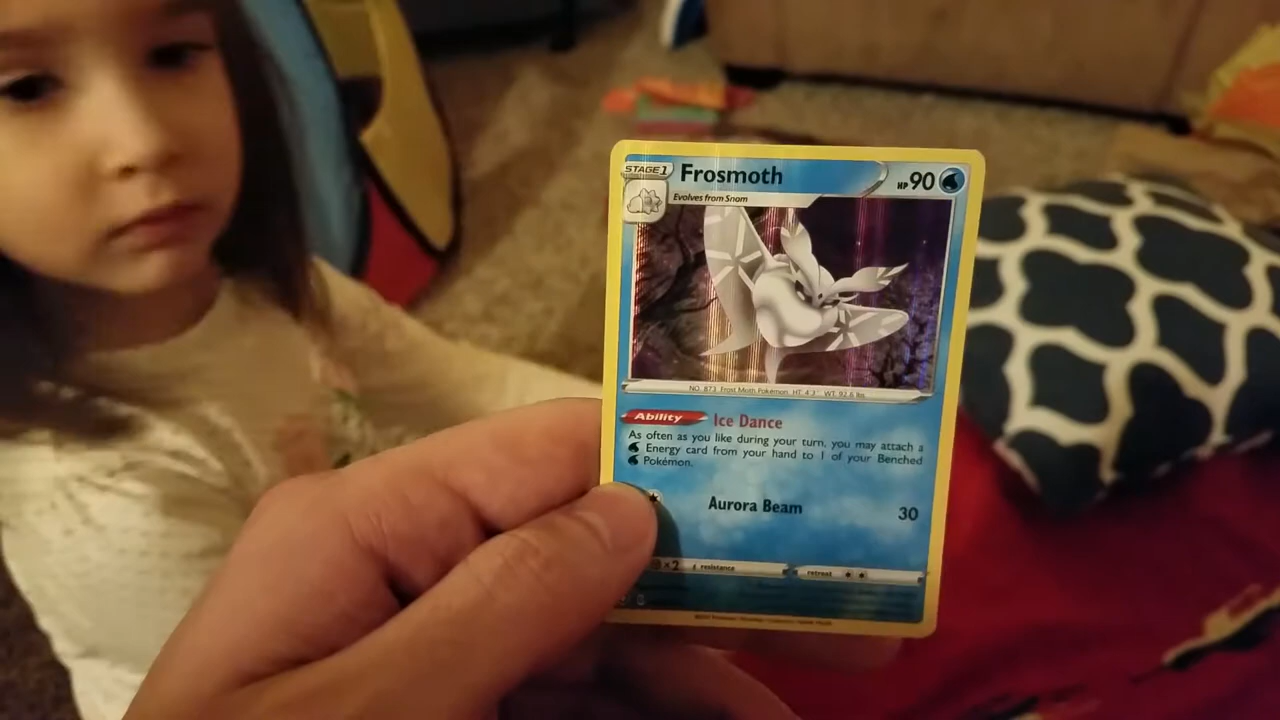 STAGE1 Frosmoth HP 90
Evolves from Snom
NO. 873 Frost Moth Pokémon HT: 4'3" WT: 92.6 lbs.
Ability Ice Dance
As often as you like during your turn, you may attach a
Energy card from your hand to 1 of your Benched
Pokémon.
Aurora Beam 30
×2 resistance retreat